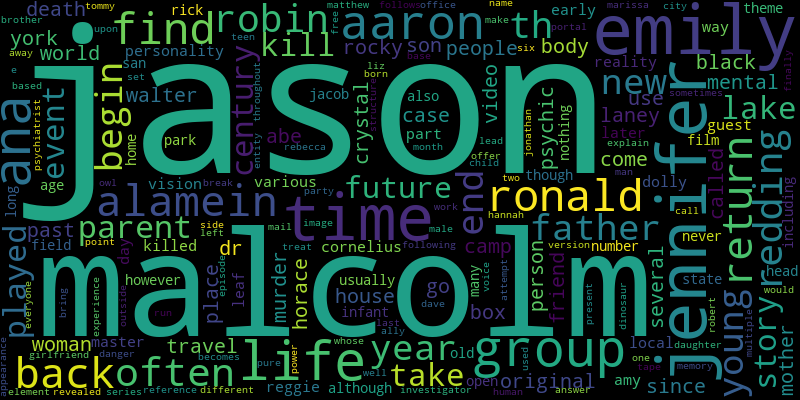 death
tommy
rick
robin
aaron
th
matthew
follows
office
early
name
marissa
city
theme
brother
upon
find
teen
kill
free
make
six
way
york
world
personality
rocky
son
people
body
reality
black
finally
away
jason
e
san
century
throughout
jacob
liz
born
structure
base
video
psychic
new
emily
based
set
walter
crystal
also
case
nothing
use
mental
lake
ana
psychiatrist
event
begin
home
park
abe
rebecca
part
month
lead
offer
jonathan
laney
later
guest
film
explain
age
vision
owl
break
entity
various
future
child
end
though
come
man
dolly
called
jennifer
redding
including
sometimes
portal
long
alamein
time
party
work
two
hannah
ronald
call
return
past
parent
side
left
mail
image
male
father
never
field
point
killed
day
dr
treat
following
camp
version
number
state
head
played
malcolm
however
place
episode
leaf
murder
horace
cornelius
usually
house
infant
last
ally
go
dave
many
voice
box
attempt
person
friend
present
dinosaur
several
robert
young
story
would
everyone
bring
experience
outside
run
woman
master
travel
life
whose
year
old
group
used
local
one
tape
daughter
memory
multiple
mother
girlfriend
danger
becomes
pure
power
well
take
open
original
amy
since
appearance
back
often
element
revealed
series
reference
different
reggie
although
investigator
human
answer